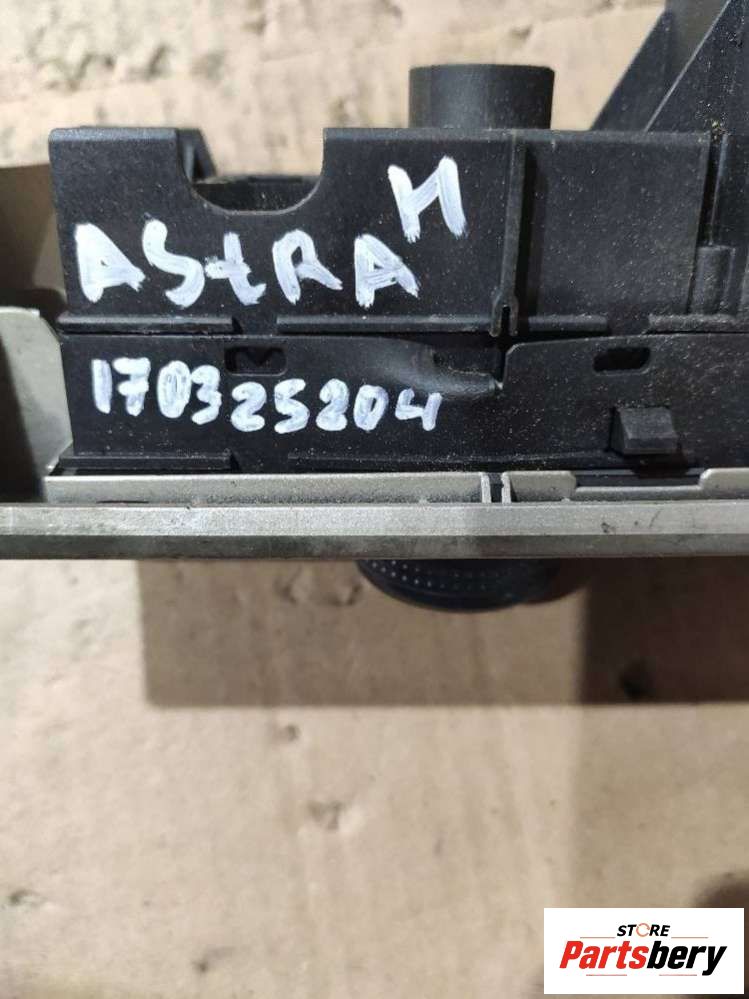 ASTRA H
170325204
STORE
Partsbery